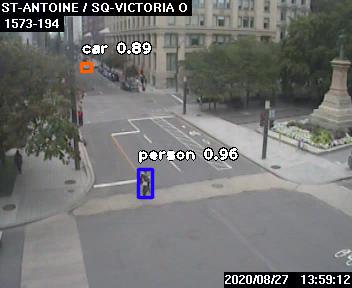 ST-ANTOINE / SQ-VICTORIA O
1573-194
car 0.89
person 0.96
2020/08/27 13:59:12